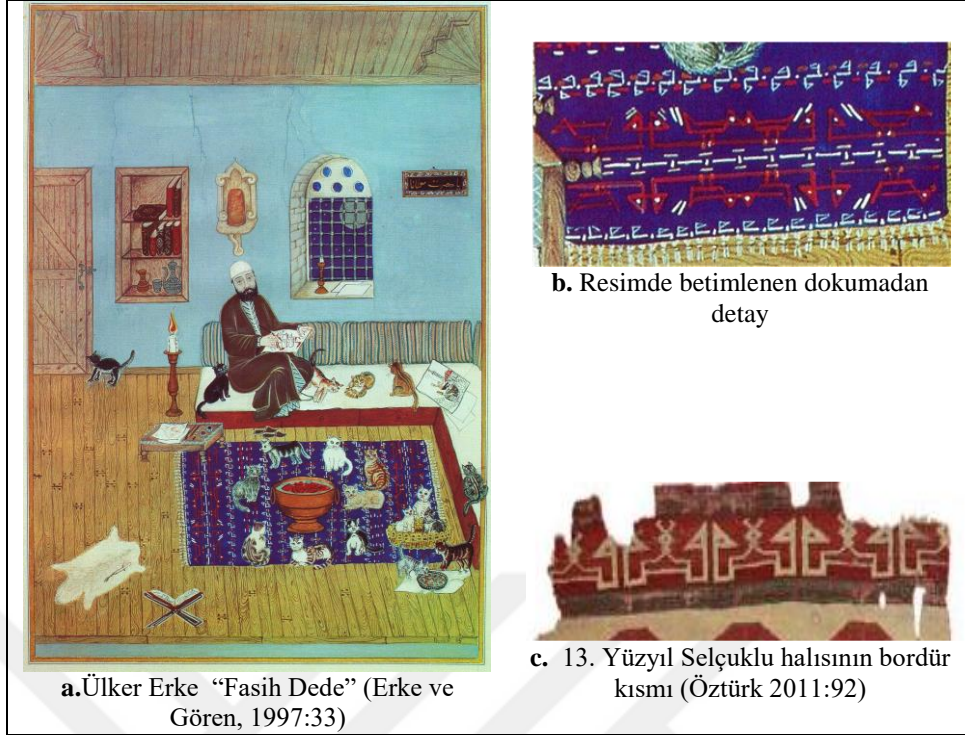 a.Ülker Erke “Fasih Dede” (Erke ve
Gören, 1997:33)
b. Resimde betimlenen dokumadan
detay
c. 13. Yüzyıl Selçuklu halısının bordür
kısmı (Öztürk 2011:92)